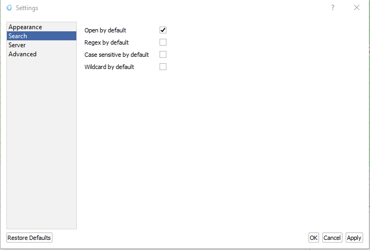 Settings
Appearance
Search
Server
Advanced
Open by default
Regex by default
Case sensitive by default
Wildcard by default
Restore Defaults
OK
Cancel
Apply